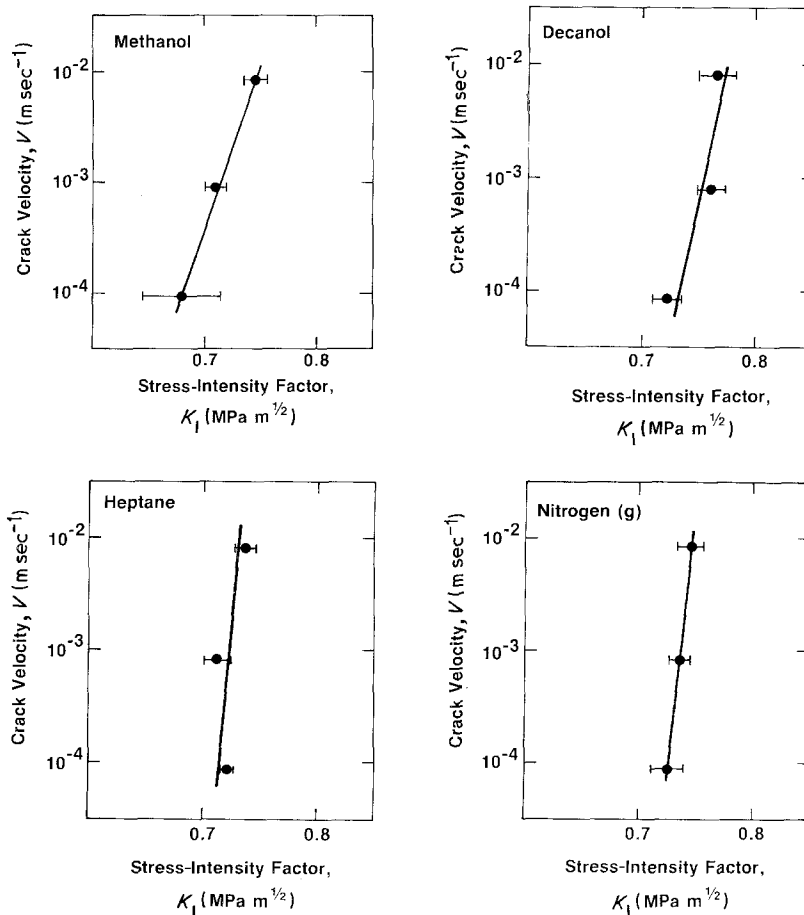 Methanol
10⁻²
10⁻³
10⁻⁴
Crack Velocity, V (m sec⁻¹)
0.7 0.8
Stress-Intensity Factor,
K_I (MPa m^½)
Decanol
10⁻²
10⁻³
10⁻⁴
Crack Velocity, V (m sec⁻¹)
0.7 0.8
Stress-Intensity Factor,
K_I (MPa m^½)
Heptane
10⁻²
10⁻³
10⁻⁴
Crack Velocity, V (m sec⁻¹)
0.7 0.8
Stress-Intensity Factor,
K_I (MPa m^½)
Nitrogen (g)
10⁻²
10⁻³
10⁻⁴
Crack Velocity, V (m sec⁻¹)
0.7 0.8
Stress-Intensity Factor,
K_I (MPa m^½)